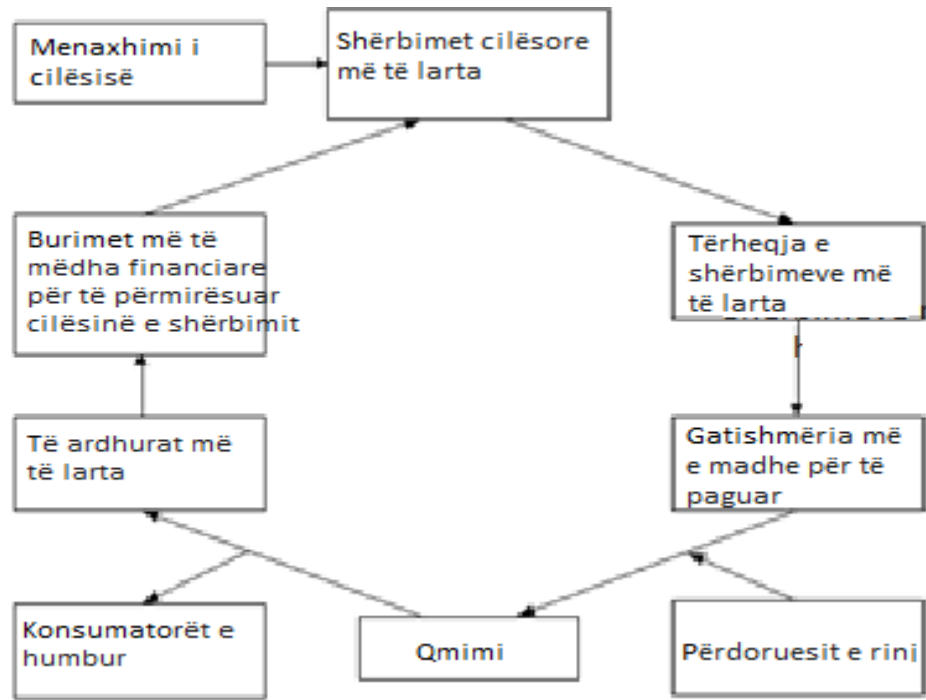 Menaxhimi i
cilësisë
Shërbimet cilësore
më të larta
Burimet më të
mëdha financiare
për të përmirësuar
cilësinë e shërbimit
Tërheqja e
shërbimeve më
të larta
Të ardhurat më
të larta
Gatishmëria më
e madhe për të
paguar
Konsumatorët e
humbur
Qmimi
Përdoruesit e rinj